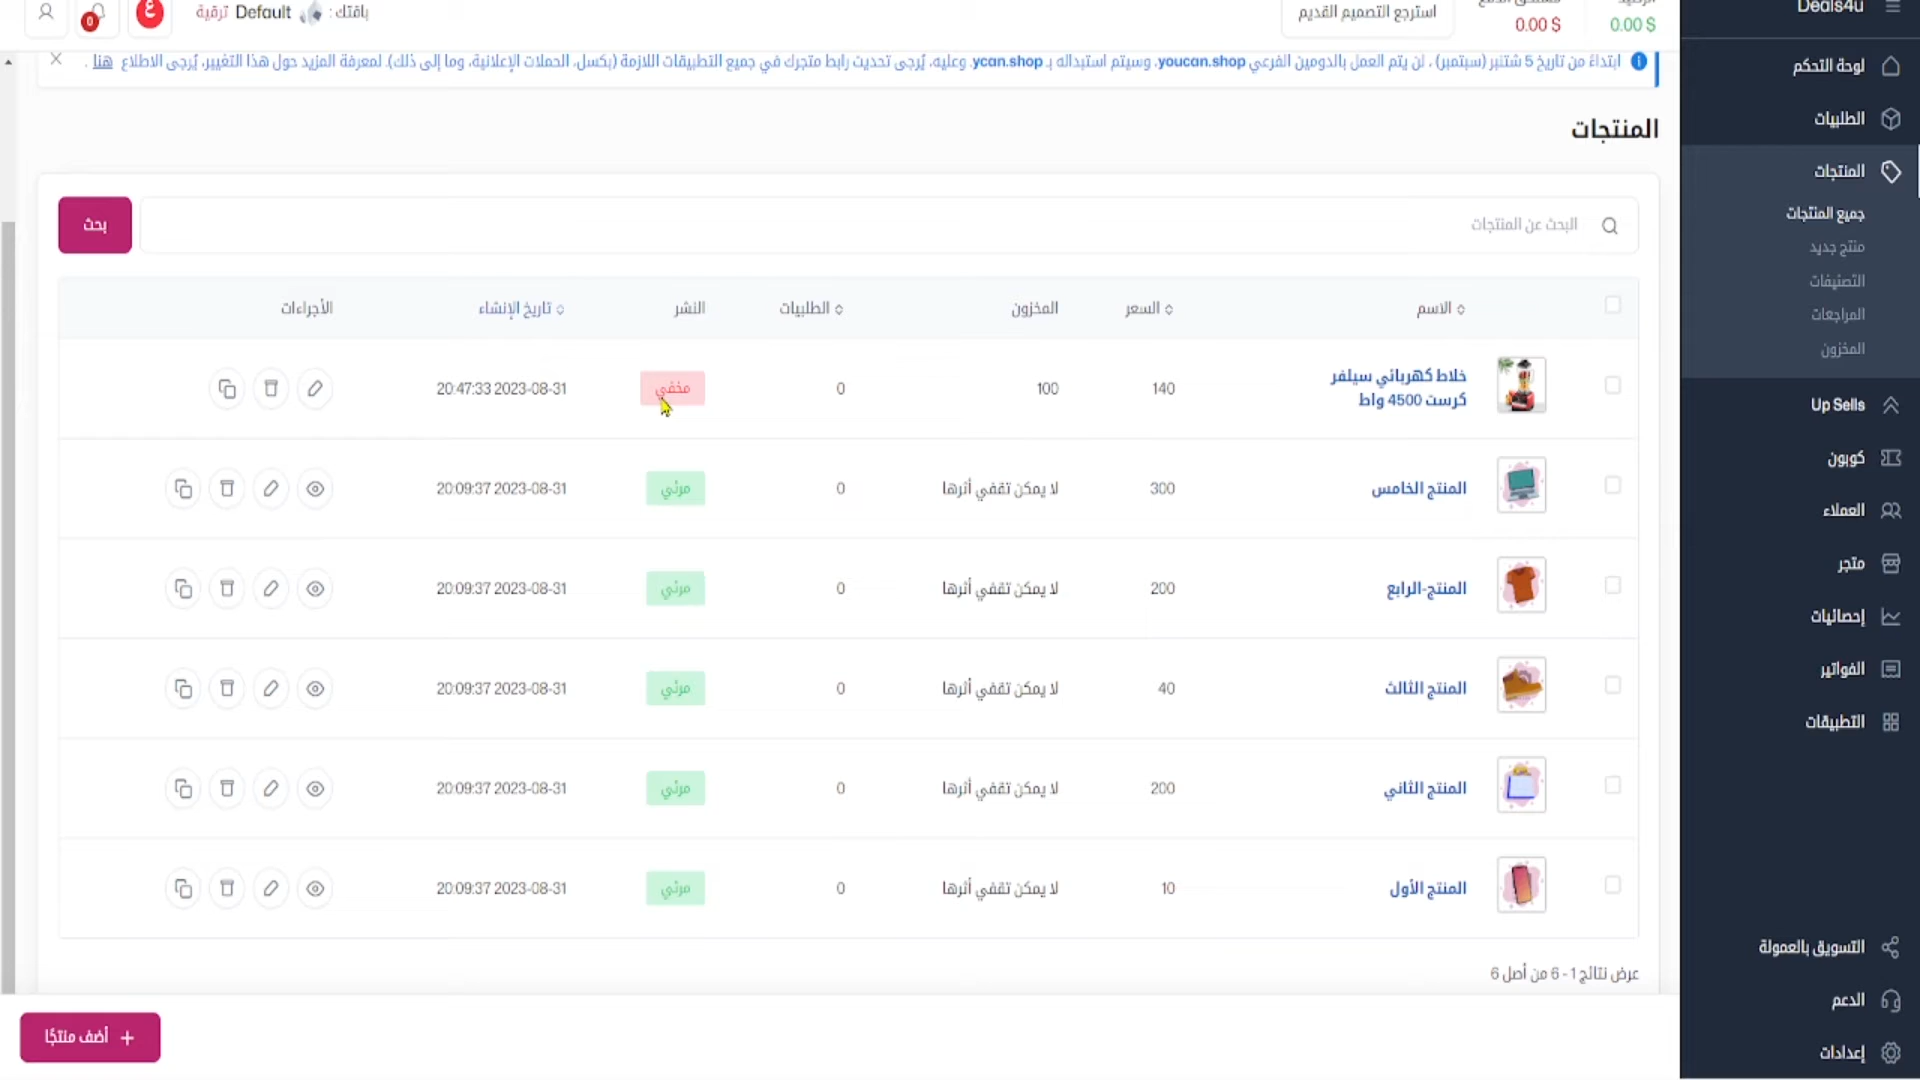 Deals4u
0.00 $
0.00 $
استرجع التصميم القديم
باقتك : Default ترقية
ع
0
ابتداءً من تاريخ 5 شتنبر (سبتمبر) ، لن يتم العمل بالدومين الفرعي youcan.shop، وسيتم استبداله بـ ycan.shop. وعليه، يُرجى تحديث رابط متجرك في جميع التطبيقات اللازمة (بكسل، الحملات الإعلانية، وما إلى ذلك). لمعرفة المزيد حول هذا التغيير، يُرجى الاطلاع هنا .
لوحة التحكم
الطلبيات
المنتجات
جميع المنتجات
منتج جديد
التصنيفات
المراجعات
المخزون
Up Sells
كوبون
العملاء
متجر
إحصائيات
الفواتير
التطبيقات
التسويق بالعمولة
الدعم
إعدادات
المنتجات
البحث عن المنتجات
بحث
الاسم السعر المخزون الطلبيات النشر تاريخ الإنشاء الأجراءات
خلاط كهربائي سيلفر
كرست 4500 واط
140 100 0 مخفي 2023-08-31 20:47:33
المنتج الخامس 300 لا يمكن تقفي أثرها 0 مرئي 2023-08-31 20:09:37
المنتج-الرابع 200 لا يمكن تقفي أثرها 0 مرئي 2023-08-31 20:09:37
المنتج الثالث 40 لا يمكن تقفي أثرها 0 مرئي 2023-08-31 20:09:37
المنتج الثاني 200 لا يمكن تقفي أثرها 0 مرئي 2023-08-31 20:09:37
المنتج الأول 10 لا يمكن تقفي أثرها 0 مرئي 2023-08-31 20:09:37
عرض نتائج 1 - 6 من أصل 6
+ أضف منتجًا